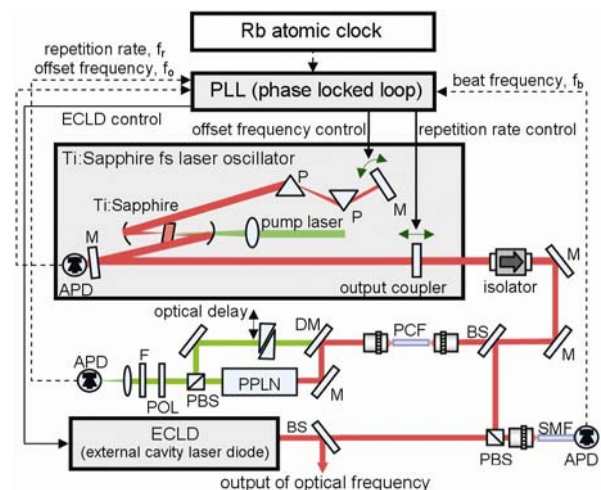 Rb atomic clock
repetition rate, fr
offset frequency, fo
PLL (phase locked loop)
beat frequency, fb
ECLD control
offset frequency control
repetition rate control
Ti:Sapphire fs laser oscillator
P
P
M
Ti:Sapphire
pump laser
M
APD
output coupler
isolator
M
optical delay
DM
PCF
BS
M
APD
F
POL
PBS
PPLN
M
ECLD
(external cavity laser diode)
BS
SMF
PBS
APD
output of optical frequency